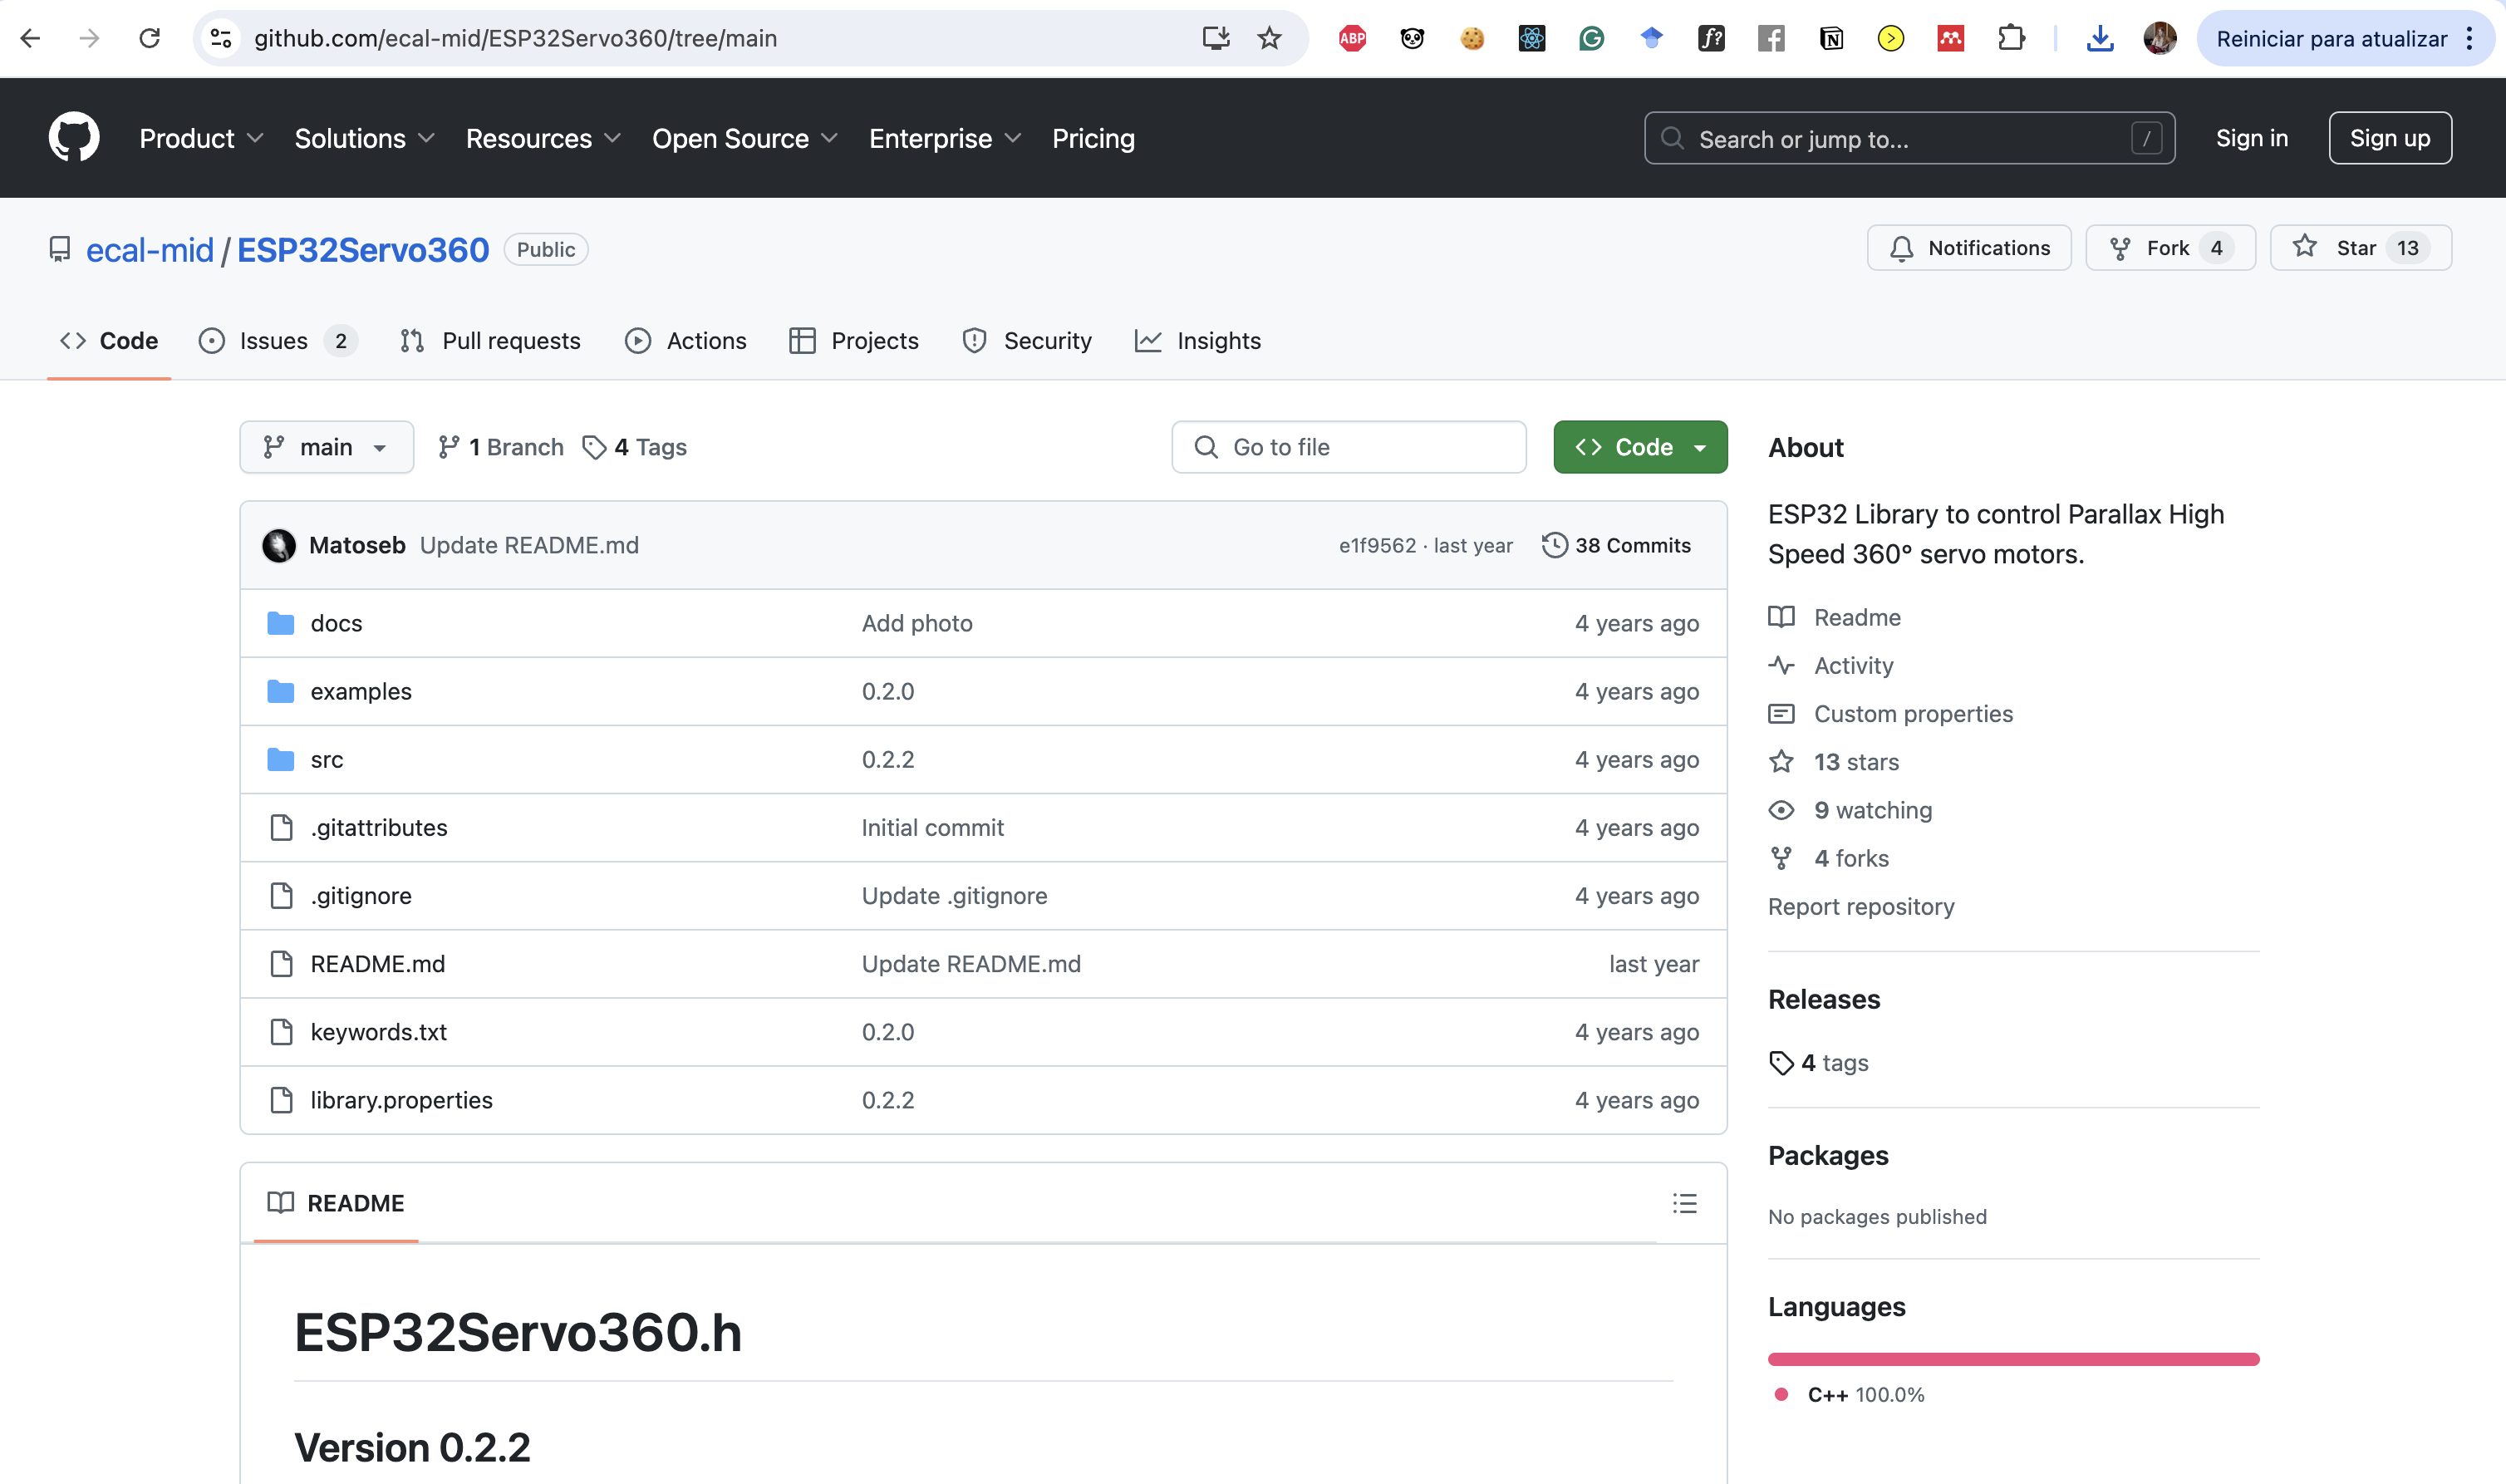 github.com/ecal-mid/ESP32Servo360/tree/main
ABP
f?
N
Reiniciar para atualizar
Product
Solutions
Resources
Open Source
Enterprise
Pricing
Search or jump to...
/
Sign in
Sign up
ecal-mid / ESP32Servo360
Public
Notifications
Fork 4
Star 13
Code
Issues 2
Pull requests
Actions
Projects
Security
Insights
main
1 Branch
4 Tags
Go to file
Code
Matoseb Update README.md
e1f9562 · last year
38 Commits
docs Add photo 4 years ago
examples 0.2.0 4 years ago
src 0.2.2 4 years ago
.gitattributes Initial commit 4 years ago
.gitignore Update .gitignore 4 years ago
README.md Update README.md last year
keywords.txt 0.2.0 4 years ago
library.properties 0.2.2 4 years ago
README
ESP32Servo360.h
Version 0.2.2
About
ESP32 Library to control Parallax High
Speed 360° servo motors.
Readme
Activity
Custom properties
13 stars
9 watching
4 forks
Report repository
Releases
4 tags
Packages
No packages published
Languages
C++ 100.0%